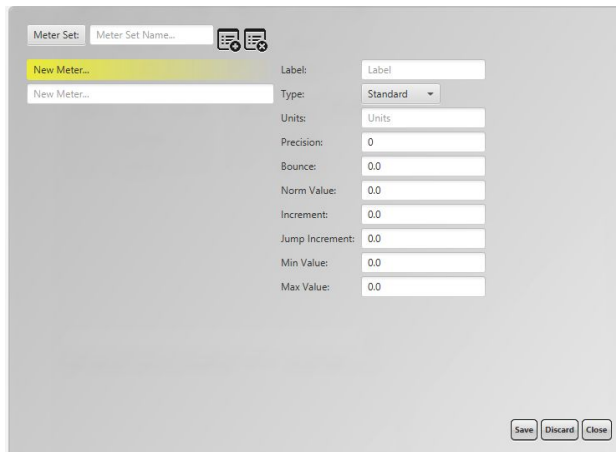 Meter Set: Meter Set Name...
New Meter...
New Meter...
Label: Label
Type: Standard
Units: Units
Precision: 0
Bounce: 0.0
Norm Value: 0.0
Increment: 0.0
Jump Increment: 0.0
Min Value: 0.0
Max Value: 0.0
Save Discard Close